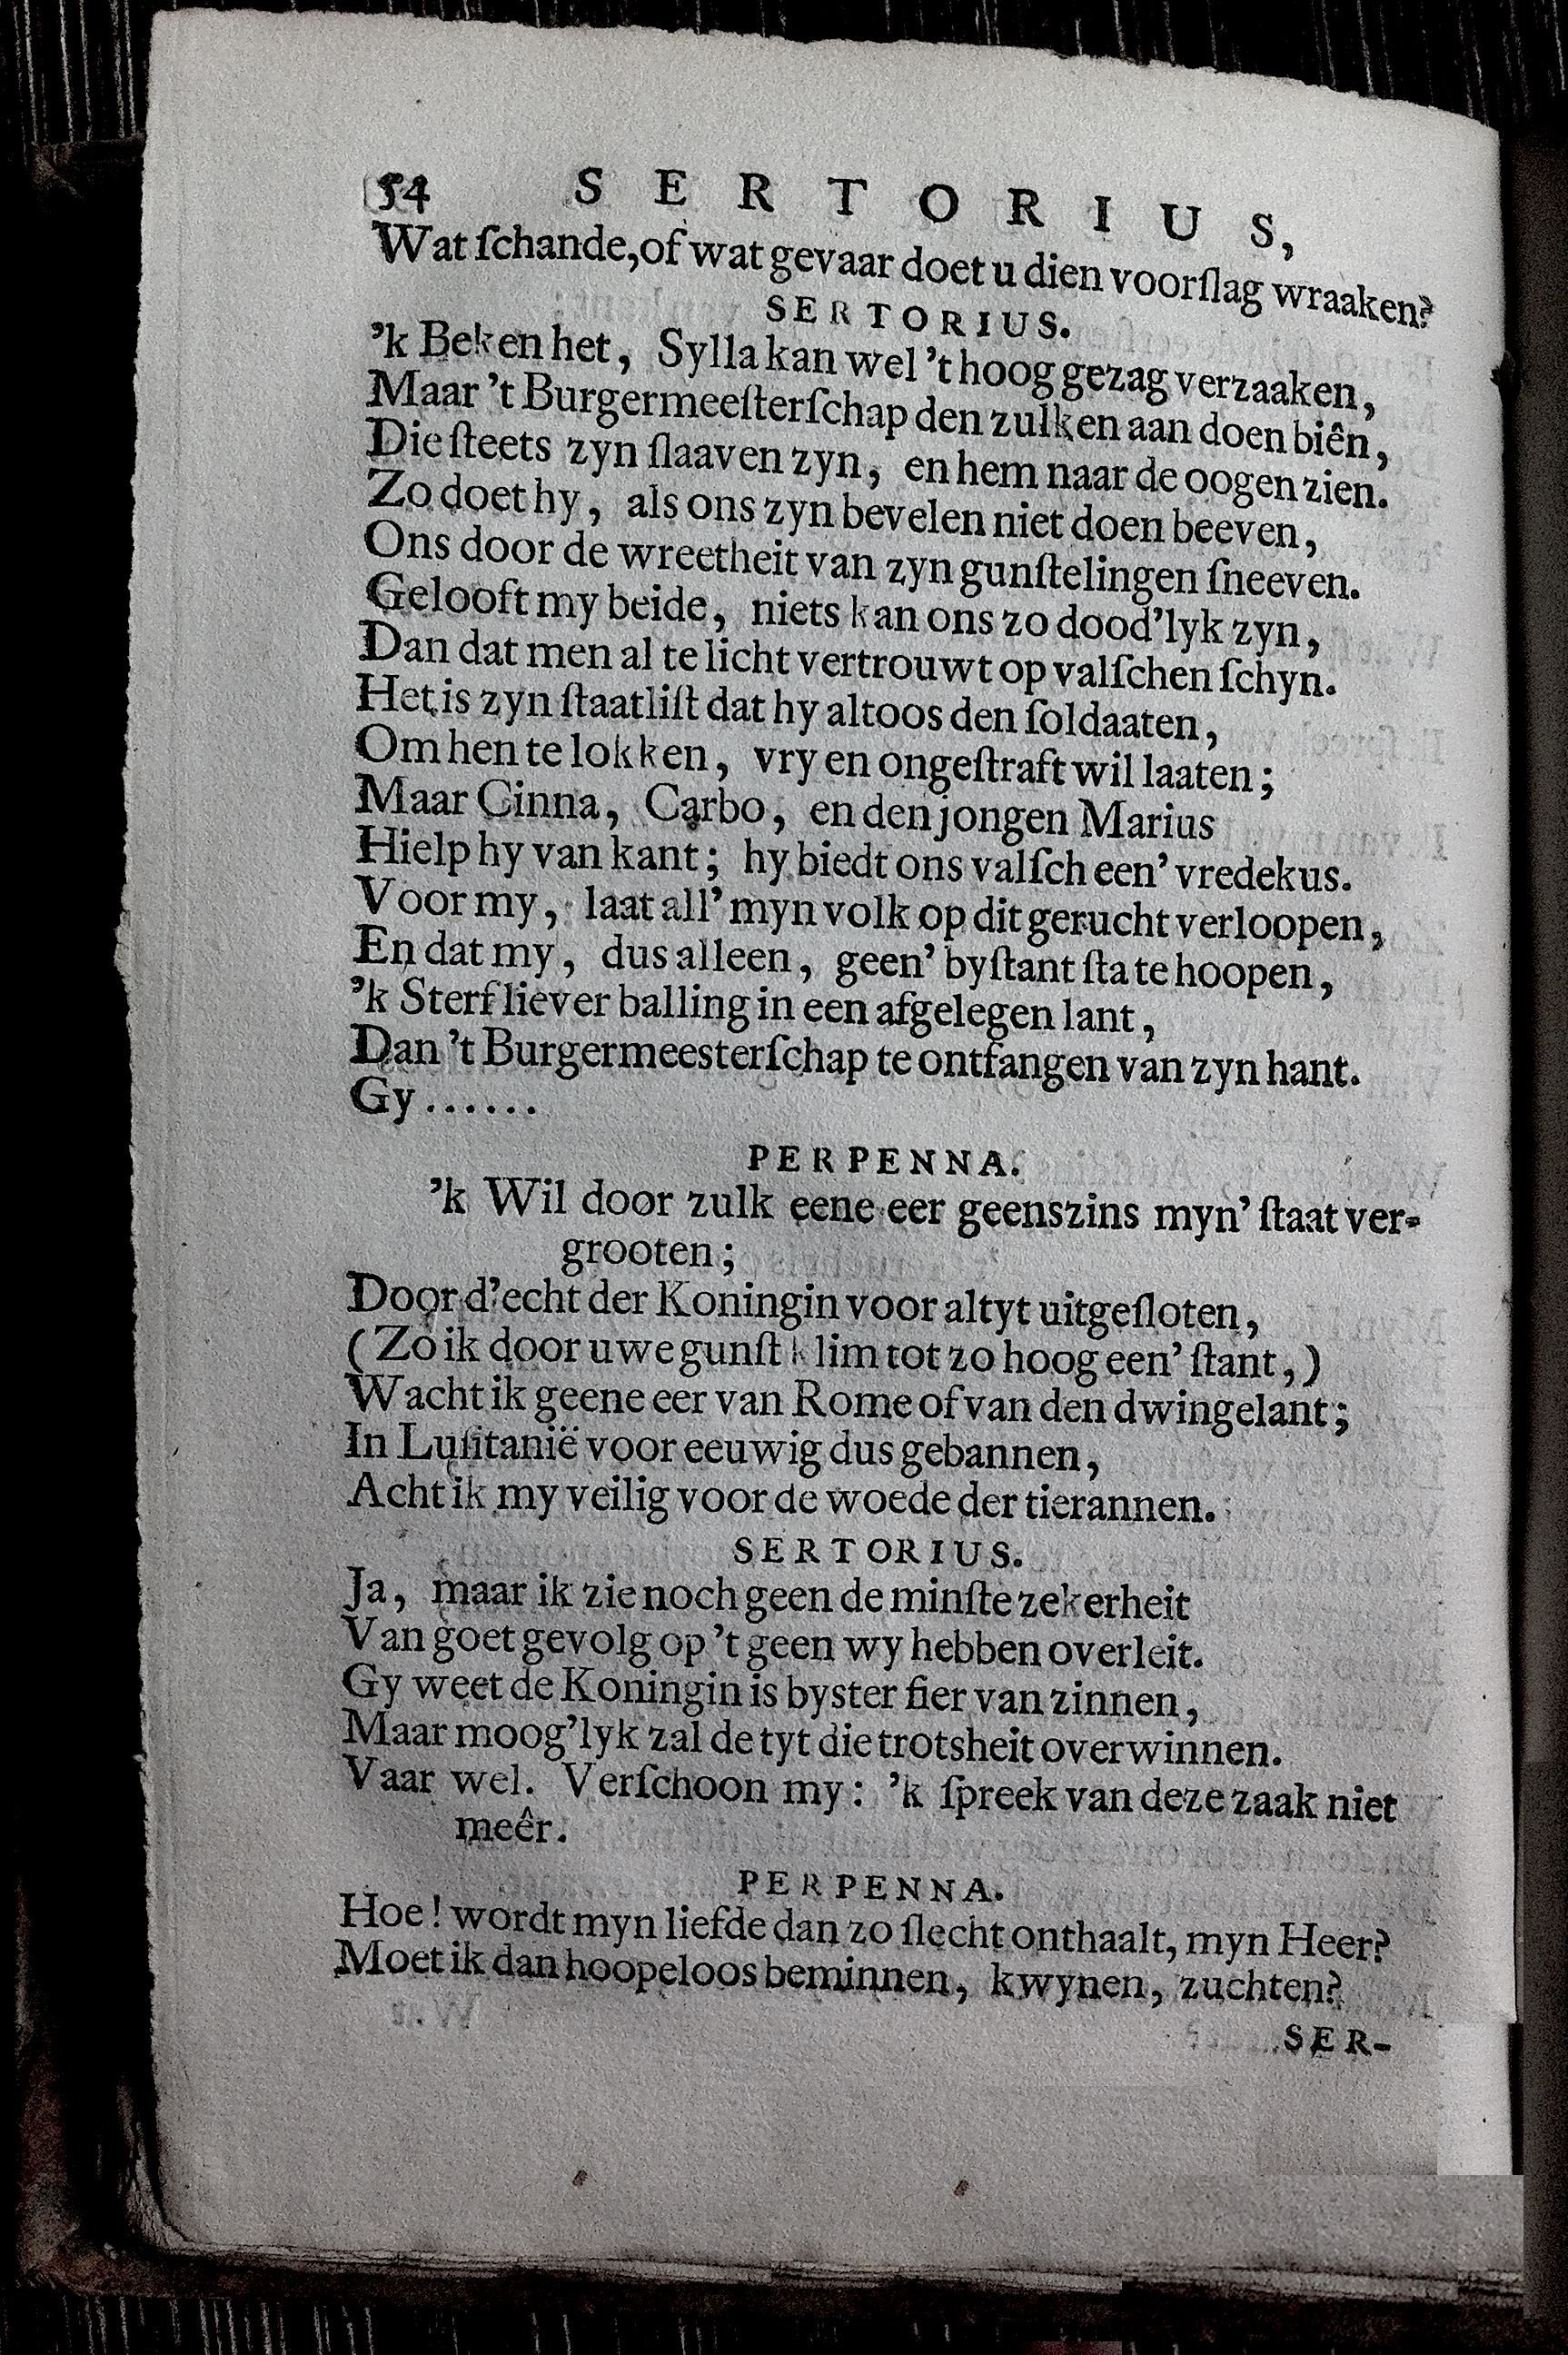 54 SERTORIUS,
Wat ſchande, of wat gevaar doet u dien voorſlag wraaken?
SERTORIUS.
’k Beken het, Sylla kan wel ’t hoog gezag verzaaken,
Maar ’t Burgermeeſterſchap den zulken aan doen biên,
Die ſteets zyn ſlaaven zyn, en hem naar de oogen zien.
Zo doet hy, als ons zyn bevelen niet doen beeven,
Ons door de wreetheit van zyn gunſtelingen ſneeven.
Gelooft my beide, niets kan ons zo dood’lyk zyn,
Dan dat men al te licht vertrouwt op valſchen ſchyn.
Het is zyn ſtaatliſt dat hy altoos den ſoldaaten,
Om hen te lokken, vry en ongeſtraft wil laaten;
Maar Cinna, Carbo, en den jongen Marius
Hielp hy van kant; hy biedt ons valſch een’ vredekus.
Voor my, laat all’ myn volk op dit gerucht verloopen,
En dat my, dus alleen, geen’ byſtant ſta te hoopen,
’k Sterf liever balling in een afgelegen lant,
Dan ’t Burgermeesterſchap te ontfangen van zyn hant.
Gy......
PERPENNA.
’k Wil door zulk eene eer geenszins myn’ ſtaat ver-
grooten;
Door d’echt der Koningin voor altyt uitgeſloten,
(Zo ik door uwe gunſt klim tot zo hoog een’ ſtant,)
Wacht ik geene eer van Rome of van den dwingelant;
In Luſitanië voor eeuwig dus gebannen,
Acht ik my veilig voor de woede der tierannen.
SERTORIUS.
Ja, maar ik zie noch geen de minſte zekerheit
Van goet gevolg op ’t geen wy hebben overleit.
Gy weet de Koningin is byster fier van zinnen,
Maar moog’lyk zal de tyt die trotsheit overwinnen.
Vaar wel. Verſchoon my: ’k ſpreek van deze zaak niet
meêr.
PERPENNA.
Hoe! wordt myn liefde dan zo ſlecht onthaalt, myn Heer?
Moet ik dan hoopeloos beminnen, kwynen, zuchten?
SER-